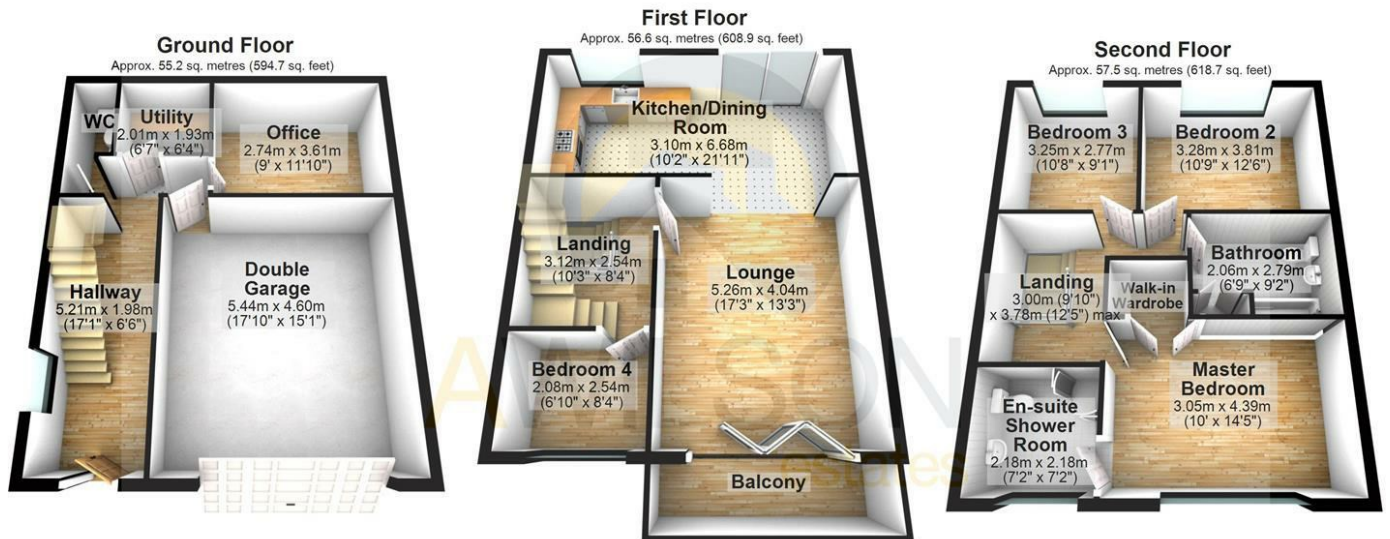 Ground Floor
Approx. 55.2 sq. metres (594.7 sq. feet)
WC
Utility
2.01m x 1.93m
(6'7" x 6'4")
Office
2.74m x 3.61m
(9' x 11'10")
Hallway
5.21m x 1.98m
(17'1" x 6'6")
Double
Garage
5.44m x 4.60m
(17'10" x 15'1")
First Floor
Approx. 56.6 sq. metres (608.9 sq. feet)
Kitchen/Dining
Room
3.10m x 6.68m
(10'2" x 21'11")
Landing
3.12m x 2.54m
(10'3" x 8'4")
Lounge
5.26m x 4.04m
(17'3" x 13'3")
Bedroom 4
2.08m x 2.54m
(6'10" x 8'4")
Balcony
estates
Second Floor
Approx. 57.5 sq. metres (618.7 sq. feet)
Bedroom 3
3.25m x 2.77m
(10'8" x 9'1")
Bedroom 2
3.28m x 3.81m
(10'9" x 12'6")
Landing
3.00m (9'10")
x 3.78m (12'5") max
Walk-in
Wardrobe
Bathroom
2.06m x 2.79m
(6'9" x 9'2")
Master
Bedroom
3.05m x 4.39m
(10' x 14'5")
En-suite
Shower
Room
2.18m x 2.18m
(7'2" x 7'2")